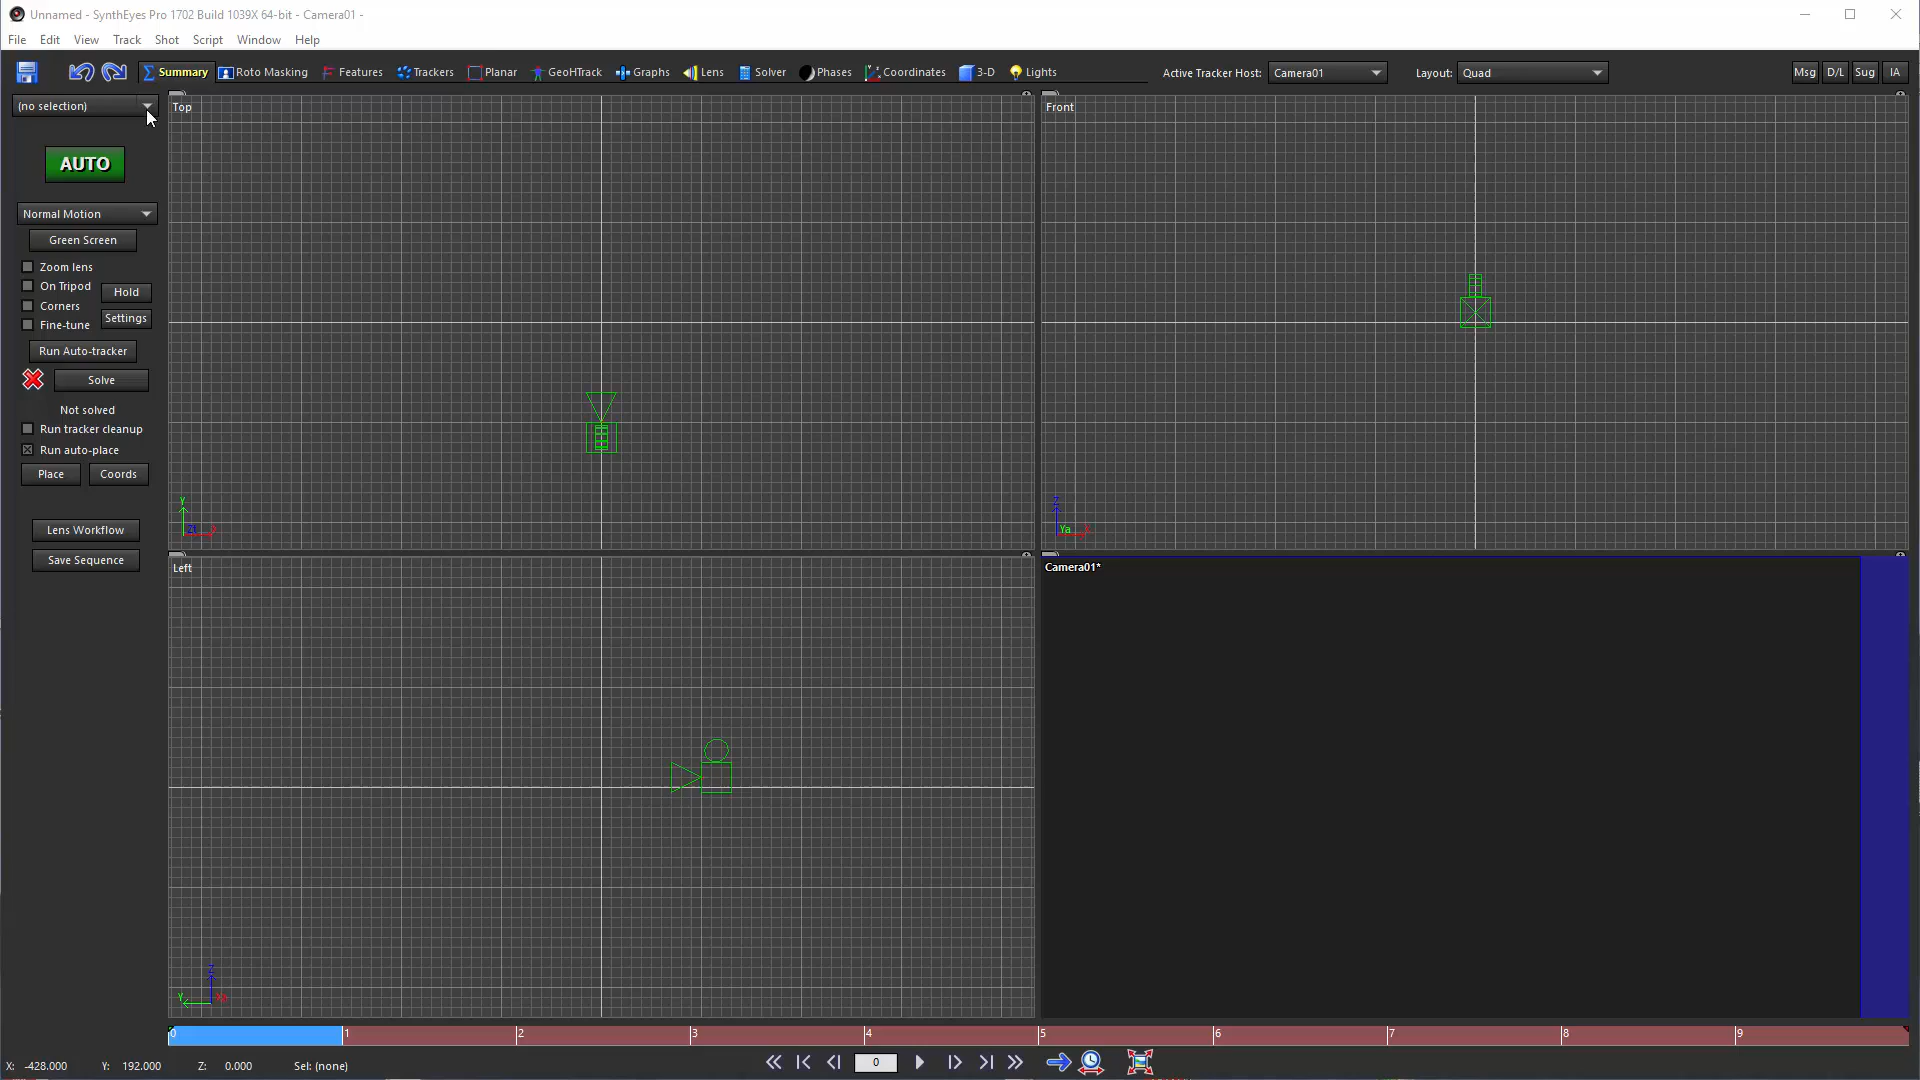 Unnamed - SynthEyes Pro 1702 Build 1039X 64-bit - Camera01 -
File Edit View Track Shot Script Window Help
Summary Roto Masking Features Trackers Planar GeoHTrack Graphs Lens Solver Phases Coordinates 3-D Lights Active Tracker Host: Camera01 Layout: Quad Msg D/L Sug IA
(no selection)
Top
Front
AUTO
Normal Motion
Green Screen
Zoom lens
On Tripod
Hold
Corners
Settings
Fine-tune
Run Auto-tracker
Solve
Not solved
Run tracker cleanup
Run auto-place
Place Coords
Lens Workflow
Save Sequence
Y
Z
Ya
Left
Camera01*
Z
Y
0 1 2 3 4 5 6 7 8 9
X: -428.000 Y: 192.000 Z: 0.000 Sel: (none) 0